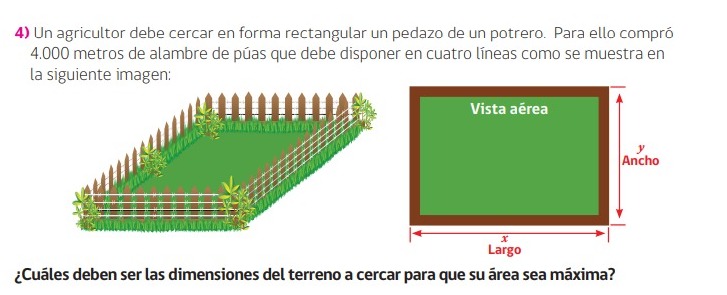 4) Un agricultor debe cercar en forma rectangular un pedazo de un potrero. Para ello compró
4.000 metros de alambre de púas que debe disponer en cuatro líneas como se muestra en
la siguiente imagen:
Vista aérea
y
Ancho
x
Largo
¿Cuáles deben ser las dimensiones del terreno a cercar para que su área sea máxima?